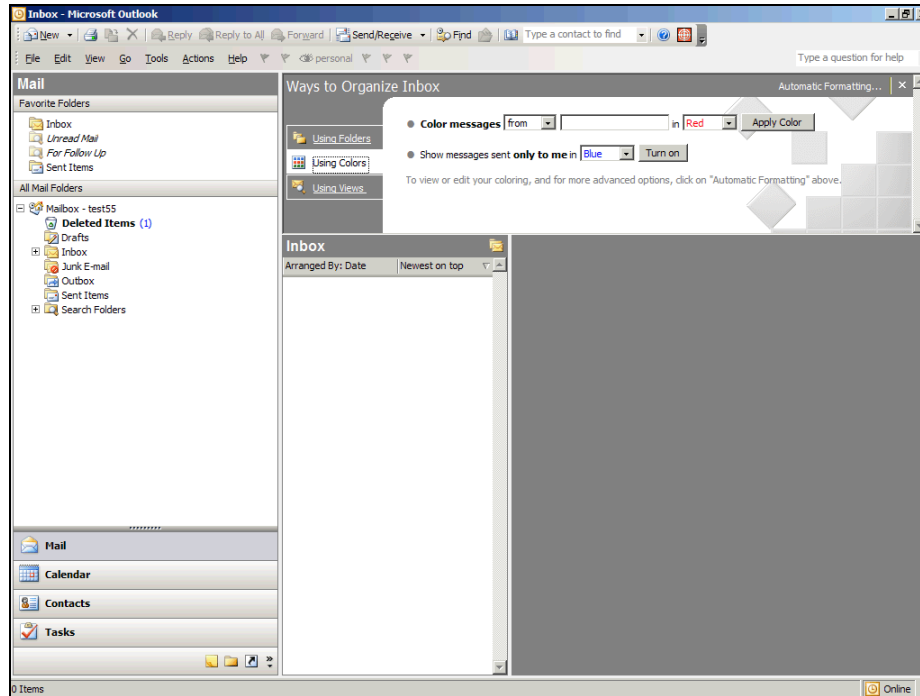 Inbox - Microsoft Outlook
New Reply Reply to All Forward Send/Receive Find Type a contact to find
File Edit View Go Tools Actions Help personal Type a question for help
Mail
Favorite Folders
Inbox
Unread Mail
For Follow Up
Sent Items
All Mail Folders
Mailbox - test55
Deleted Items (1)
Drafts
Inbox
Junk E-mail
Outbox
Sent Items
Search Folders
Mail
Calendar
Contacts
Tasks
Ways to Organize Inbox Automatic Formatting...
Using Folders
Using Colors
Using Views
Color messages from in Red Apply Color
Show messages sent only to me in Blue Turn on
To view or edit your coloring, and for more advanced options, click on "Automatic Formatting" above.
Inbox
Arranged By: Date Newest on top
0 Items Online